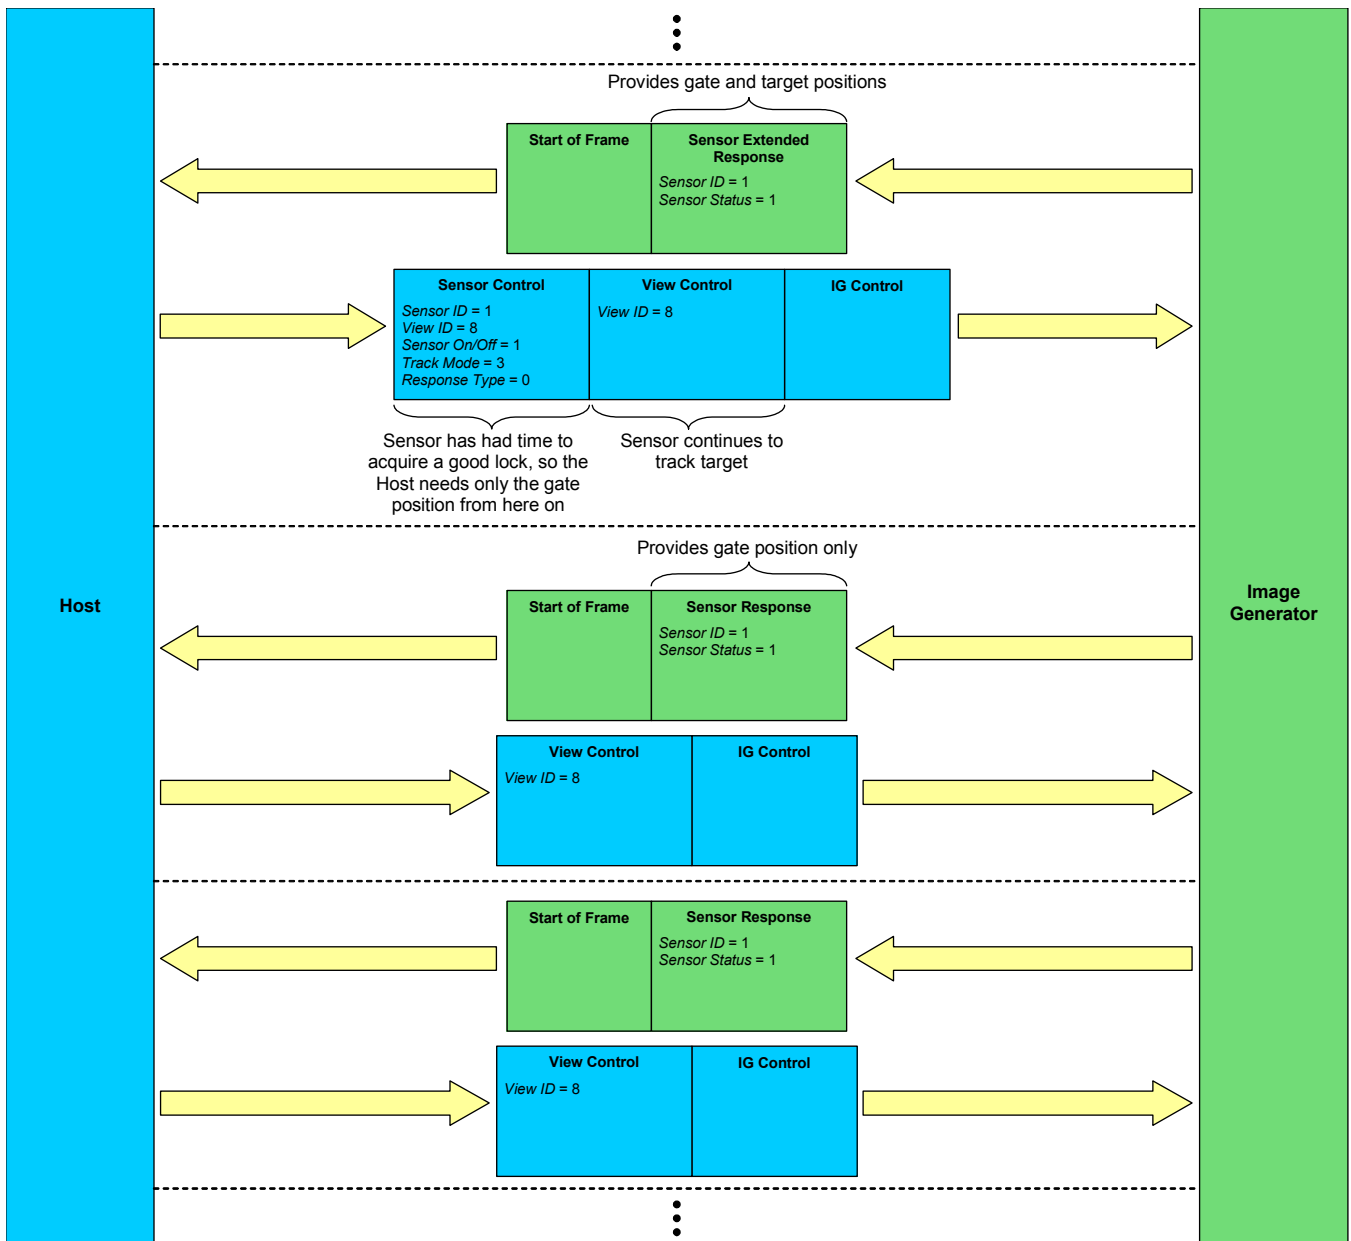 Provides gate and target positions
Start of Frame
Sensor Extended
Response
Sensor ID = 1
Sensor Status = 1
Sensor Control
Sensor ID = 1
View ID = 8
Sensor On/Off = 1
Track Mode = 3
Response Type = 0
View Control
View ID = 8
IG Control
Sensor has had time to
acquire a good lock, so the
Host needs only the gate
position from here on
Sensor continues to
track target
Host
Image
Generator
Provides gate position only
Start of Frame
Sensor Response
Sensor ID = 1
Sensor Status = 1
View Control
View ID = 8
IG Control
Start of Frame
Sensor Response
Sensor ID = 1
Sensor Status = 1
View Control
View ID = 8
IG Control